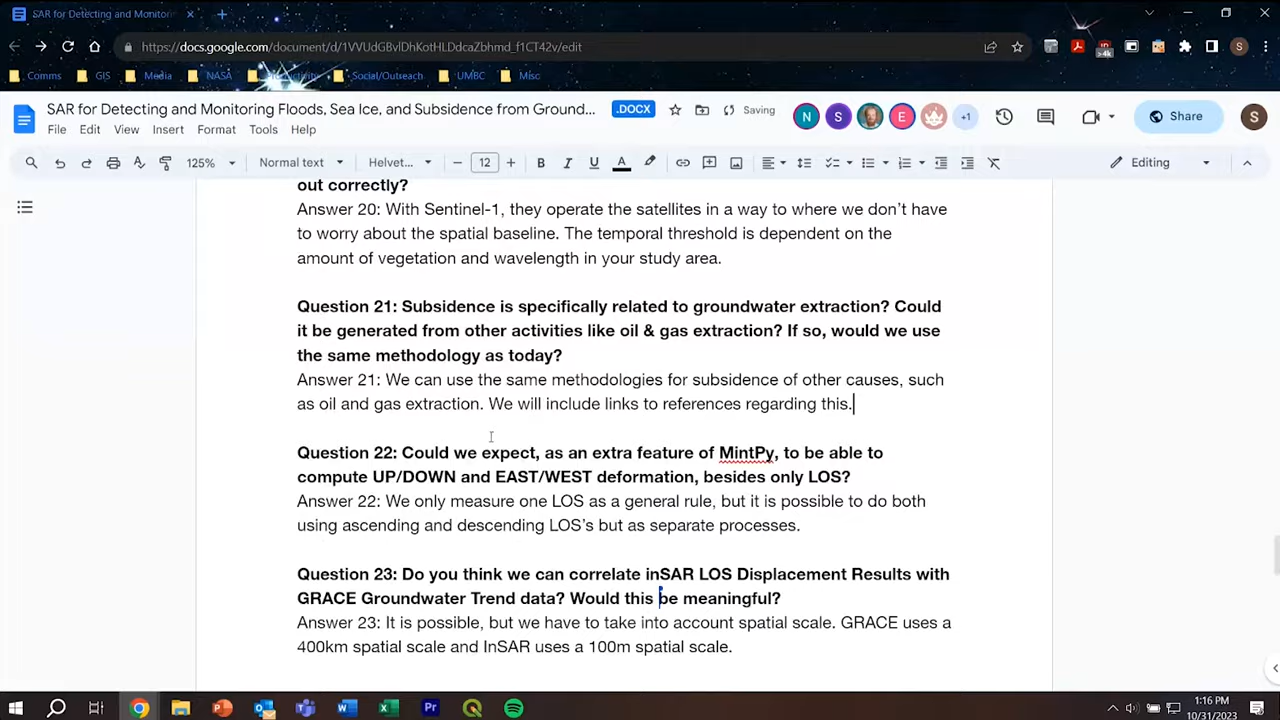 SAR for Detecting and Monitor
https://docs.google.com/document/d/1VVUdGBvlDhKotHLDdcaZbhmd_f1CT42v/edit
>4k
S
Comms
GIS
Media
NASA
Social/Outreach
UMBC
Misc
SAR for Detecting and Monitoring Floods, Sea Ice, and Subsidence from Ground...
.DOCX
Saving
N
S
E
+1
Share
S
File Edit View Insert Format Tools Help
125%
Normal text
Helvet...
12
B I U A
Editing
out correctly?
Answer 20: With Sentinel-1, they operate the satellites in a way to where we don't have
to worry about the spatial baseline. The temporal threshold is dependent on the
amount of vegetation and wavelength in your study area.
Question 21: Subsidence is specifically related to groundwater extraction? Could
it be generated from other activities like oil & gas extraction? If so, would we use
the same methodology as today?
Answer 21: We can use the same methodologies for subsidence of other causes, such
as oil and gas extraction. We will include links to references regarding this.
Question 22: Could we expect, as an extra feature of MintPy, to be able to
compute UP/DOWN and EAST/WEST deformation, besides only LOS?
Answer 22: We only measure one LOS as a general rule, but it is possible to do both
using ascending and descending LOS's but as separate processes.
Question 23: Do you think we can correlate inSAR LOS Displacement Results with
GRACE Groundwater Trend data? Would this be meaningful?
Answer 23: It is possible, but we have to take into account spatial scale. GRACE uses a
400km spatial scale and InSAR uses a 100m spatial scale.
1:16 PM
10/31/2023